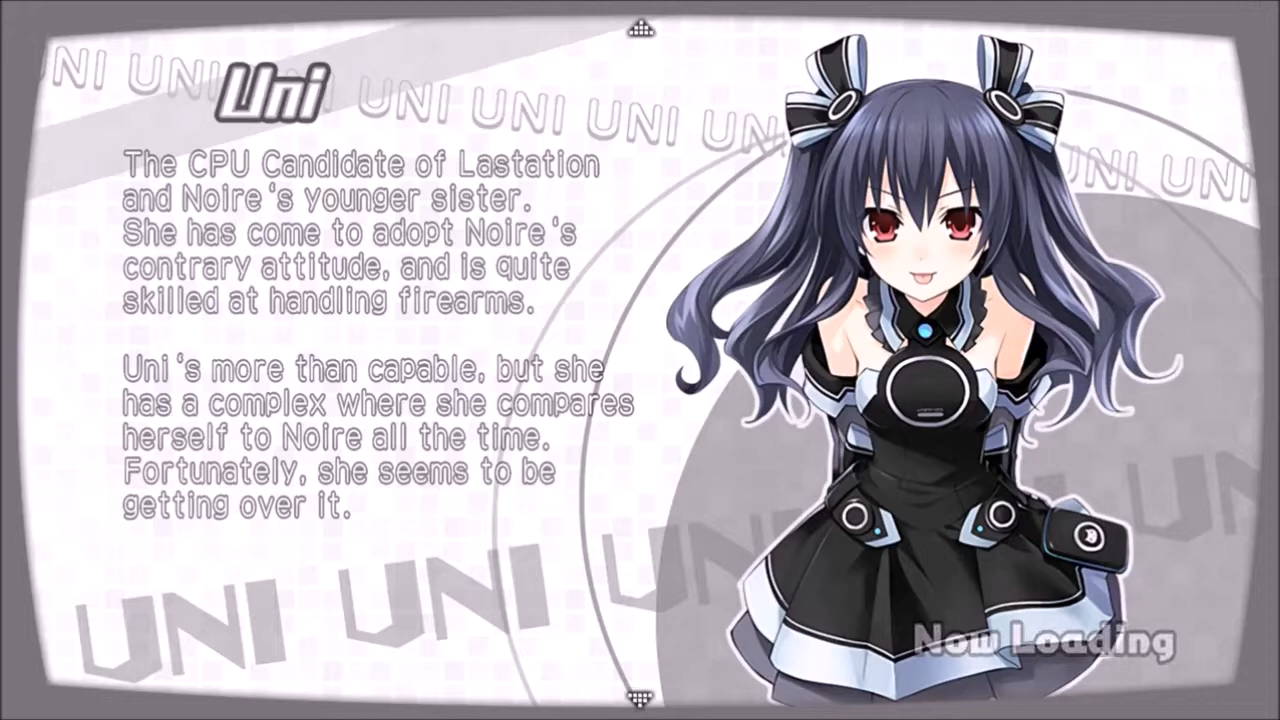 UNI UNI UNI UNI UNI UNI UNI UNI UNI
Uni
The CPU Candidate of Lastation
and Noire's younger sister.
She has come to adopt Noire's
contrary attitude, and is quite
skilled at handling firearms.
Uni's more than capable, but she
has a complex where she compares
herself to Noire all the time.
Fortunately, she seems to be
getting over it.
UNI UNI UNI UNI
Now Loading